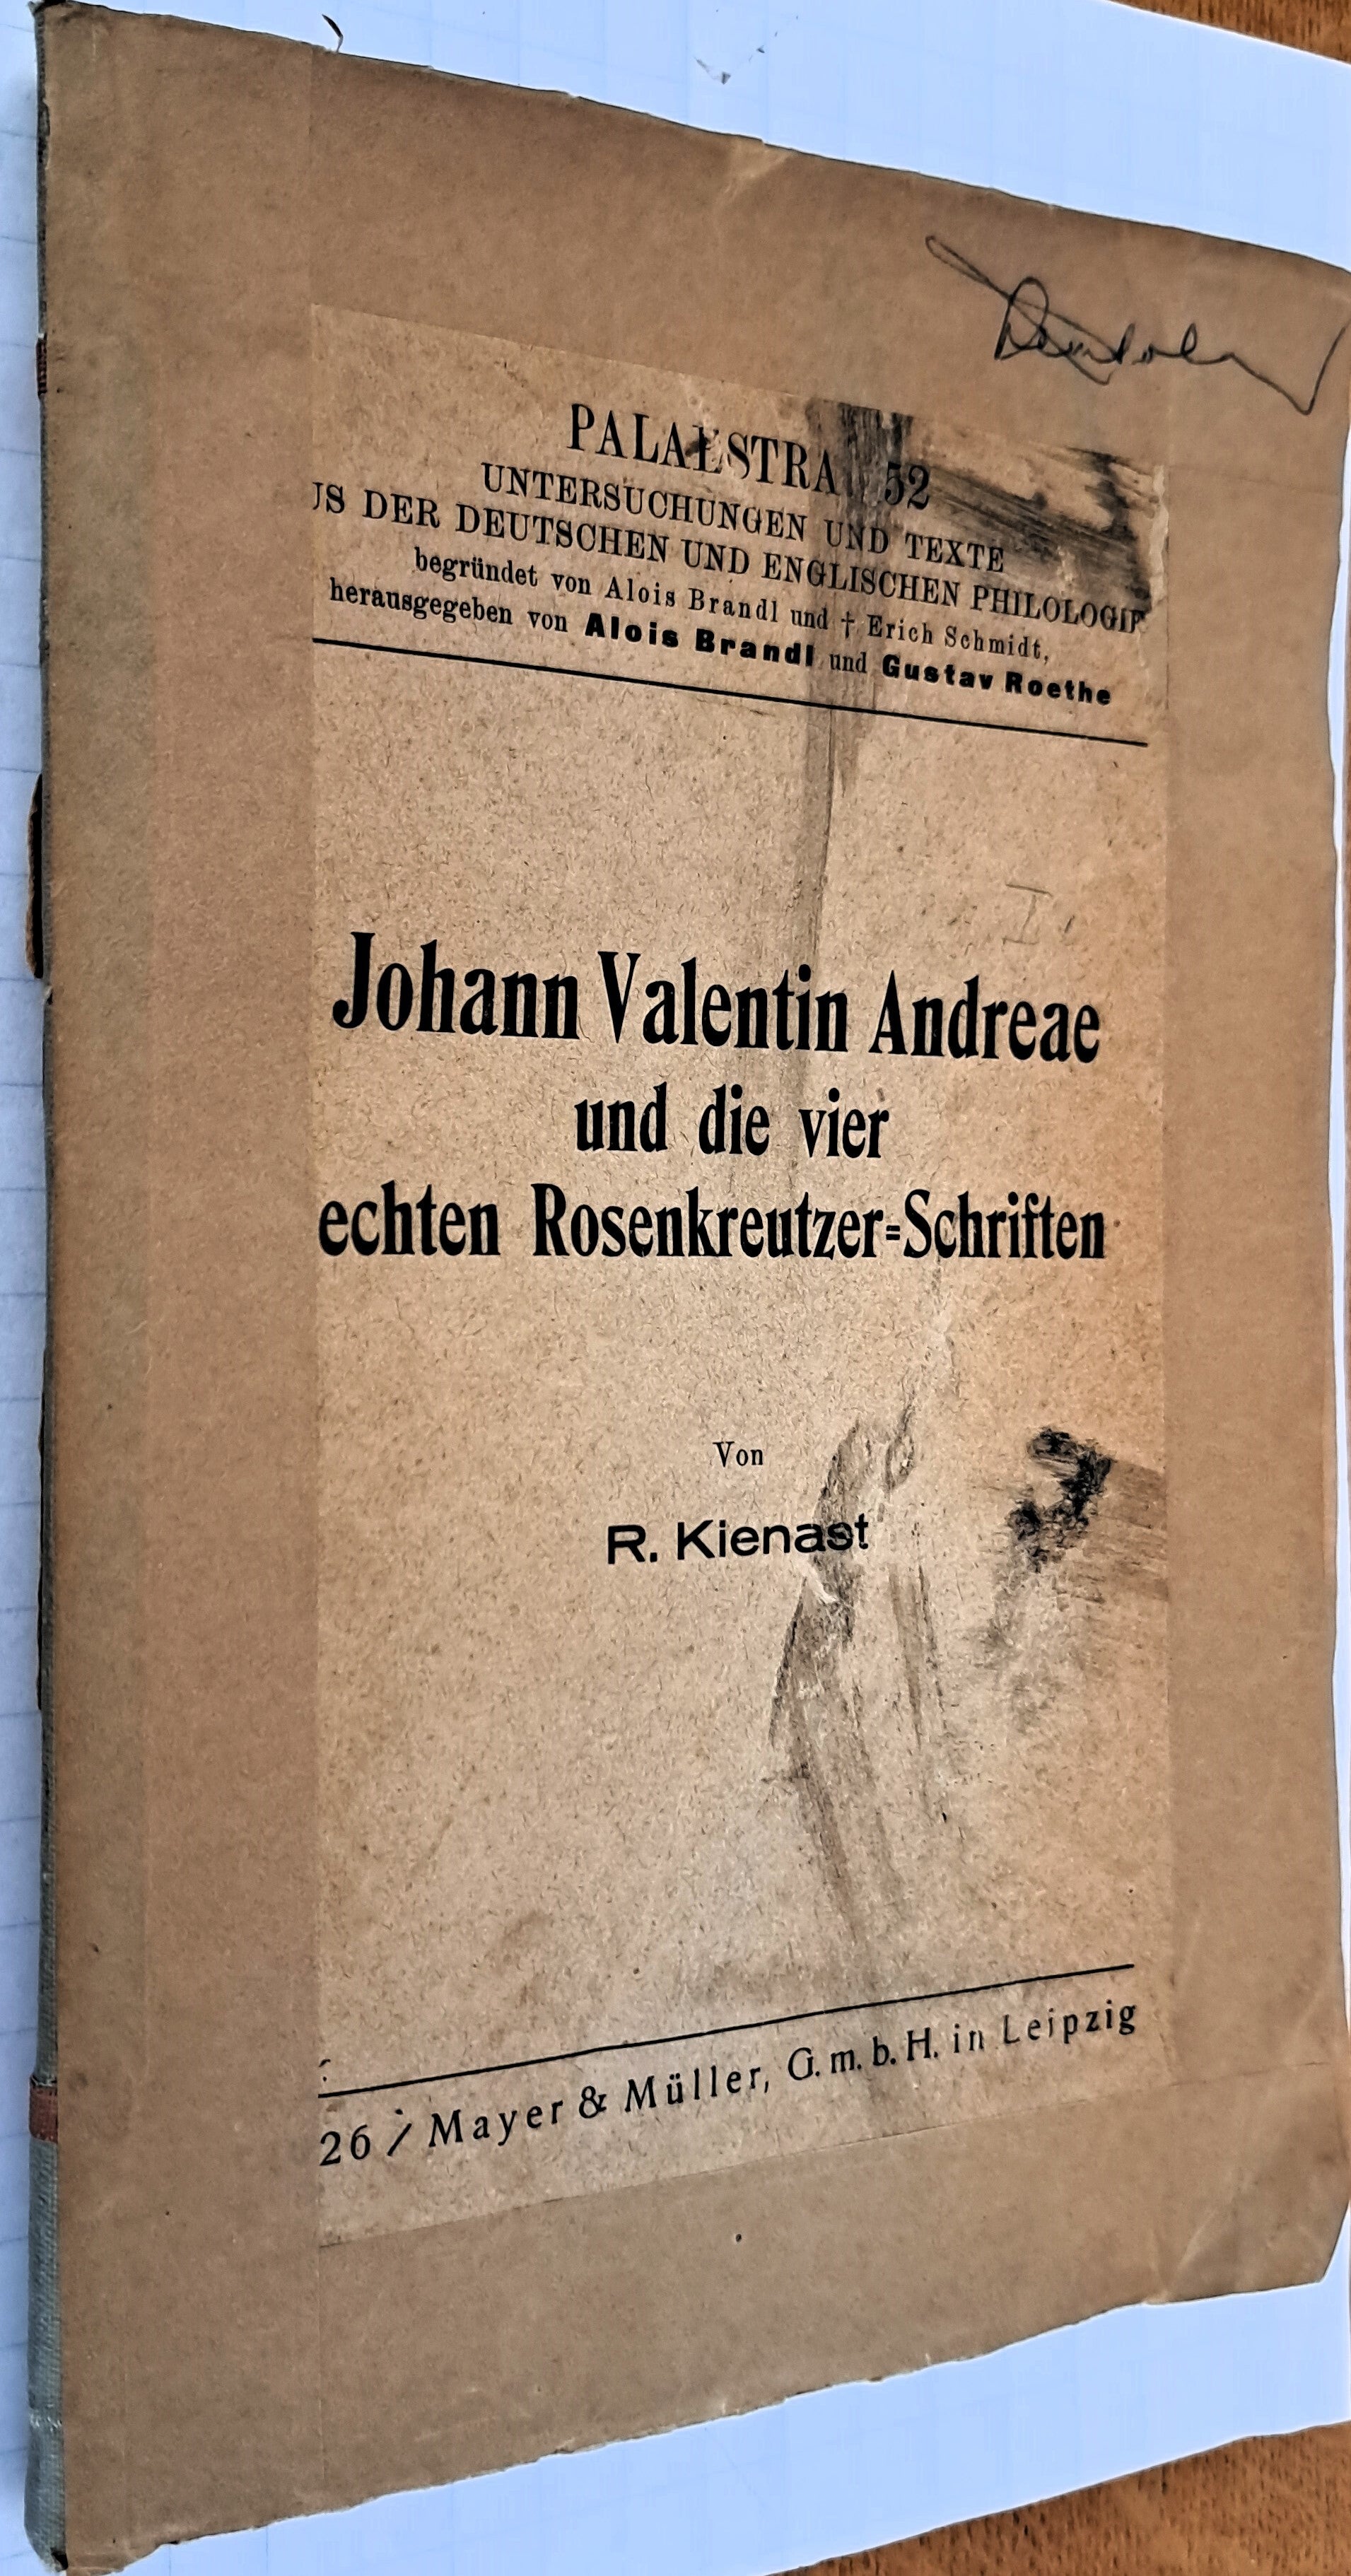 PALAESTRA 52
UNTERSUCHUNGEN UND TEXTE
US DER DEUTSCHEN UND ENGLISCHEN PHILOLOGIE
begründet von Alois Brandl und † Erich Schmidt,
herausgegeben von Alois Brandl und Gustav Roethe
Johann Valentin Andreae
und die vier
echten Rosenkreutzer=Schriften
Von
R. Kienast
26 / Mayer & Müller, G. m. b. H. in Leipzig